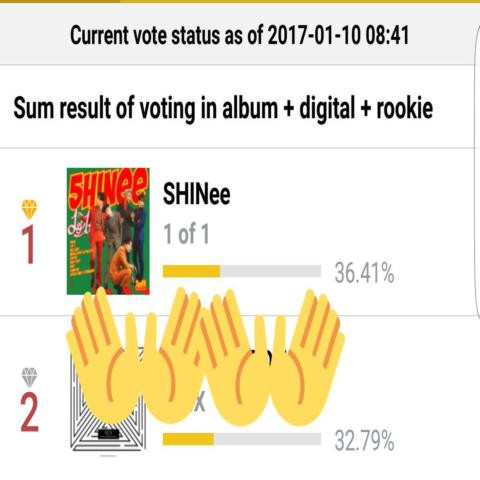 Current vote status as of 2017-01-10 08:41
Sum result of voting in album + digital + rookie
1
SHINee
SHINee
1 of 1
36.41%
2
32.79%